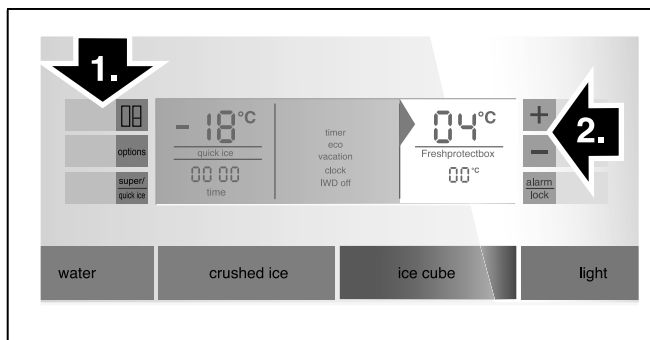 1.
-18°C
quick ice
00 00
time
timer
eco
vacation
clock
IWD off
04°C
Freshprotectbox
00°C
options
super/
quick ice
+
-
2.
alarm
lock
water
crushed ice
ice cube
light